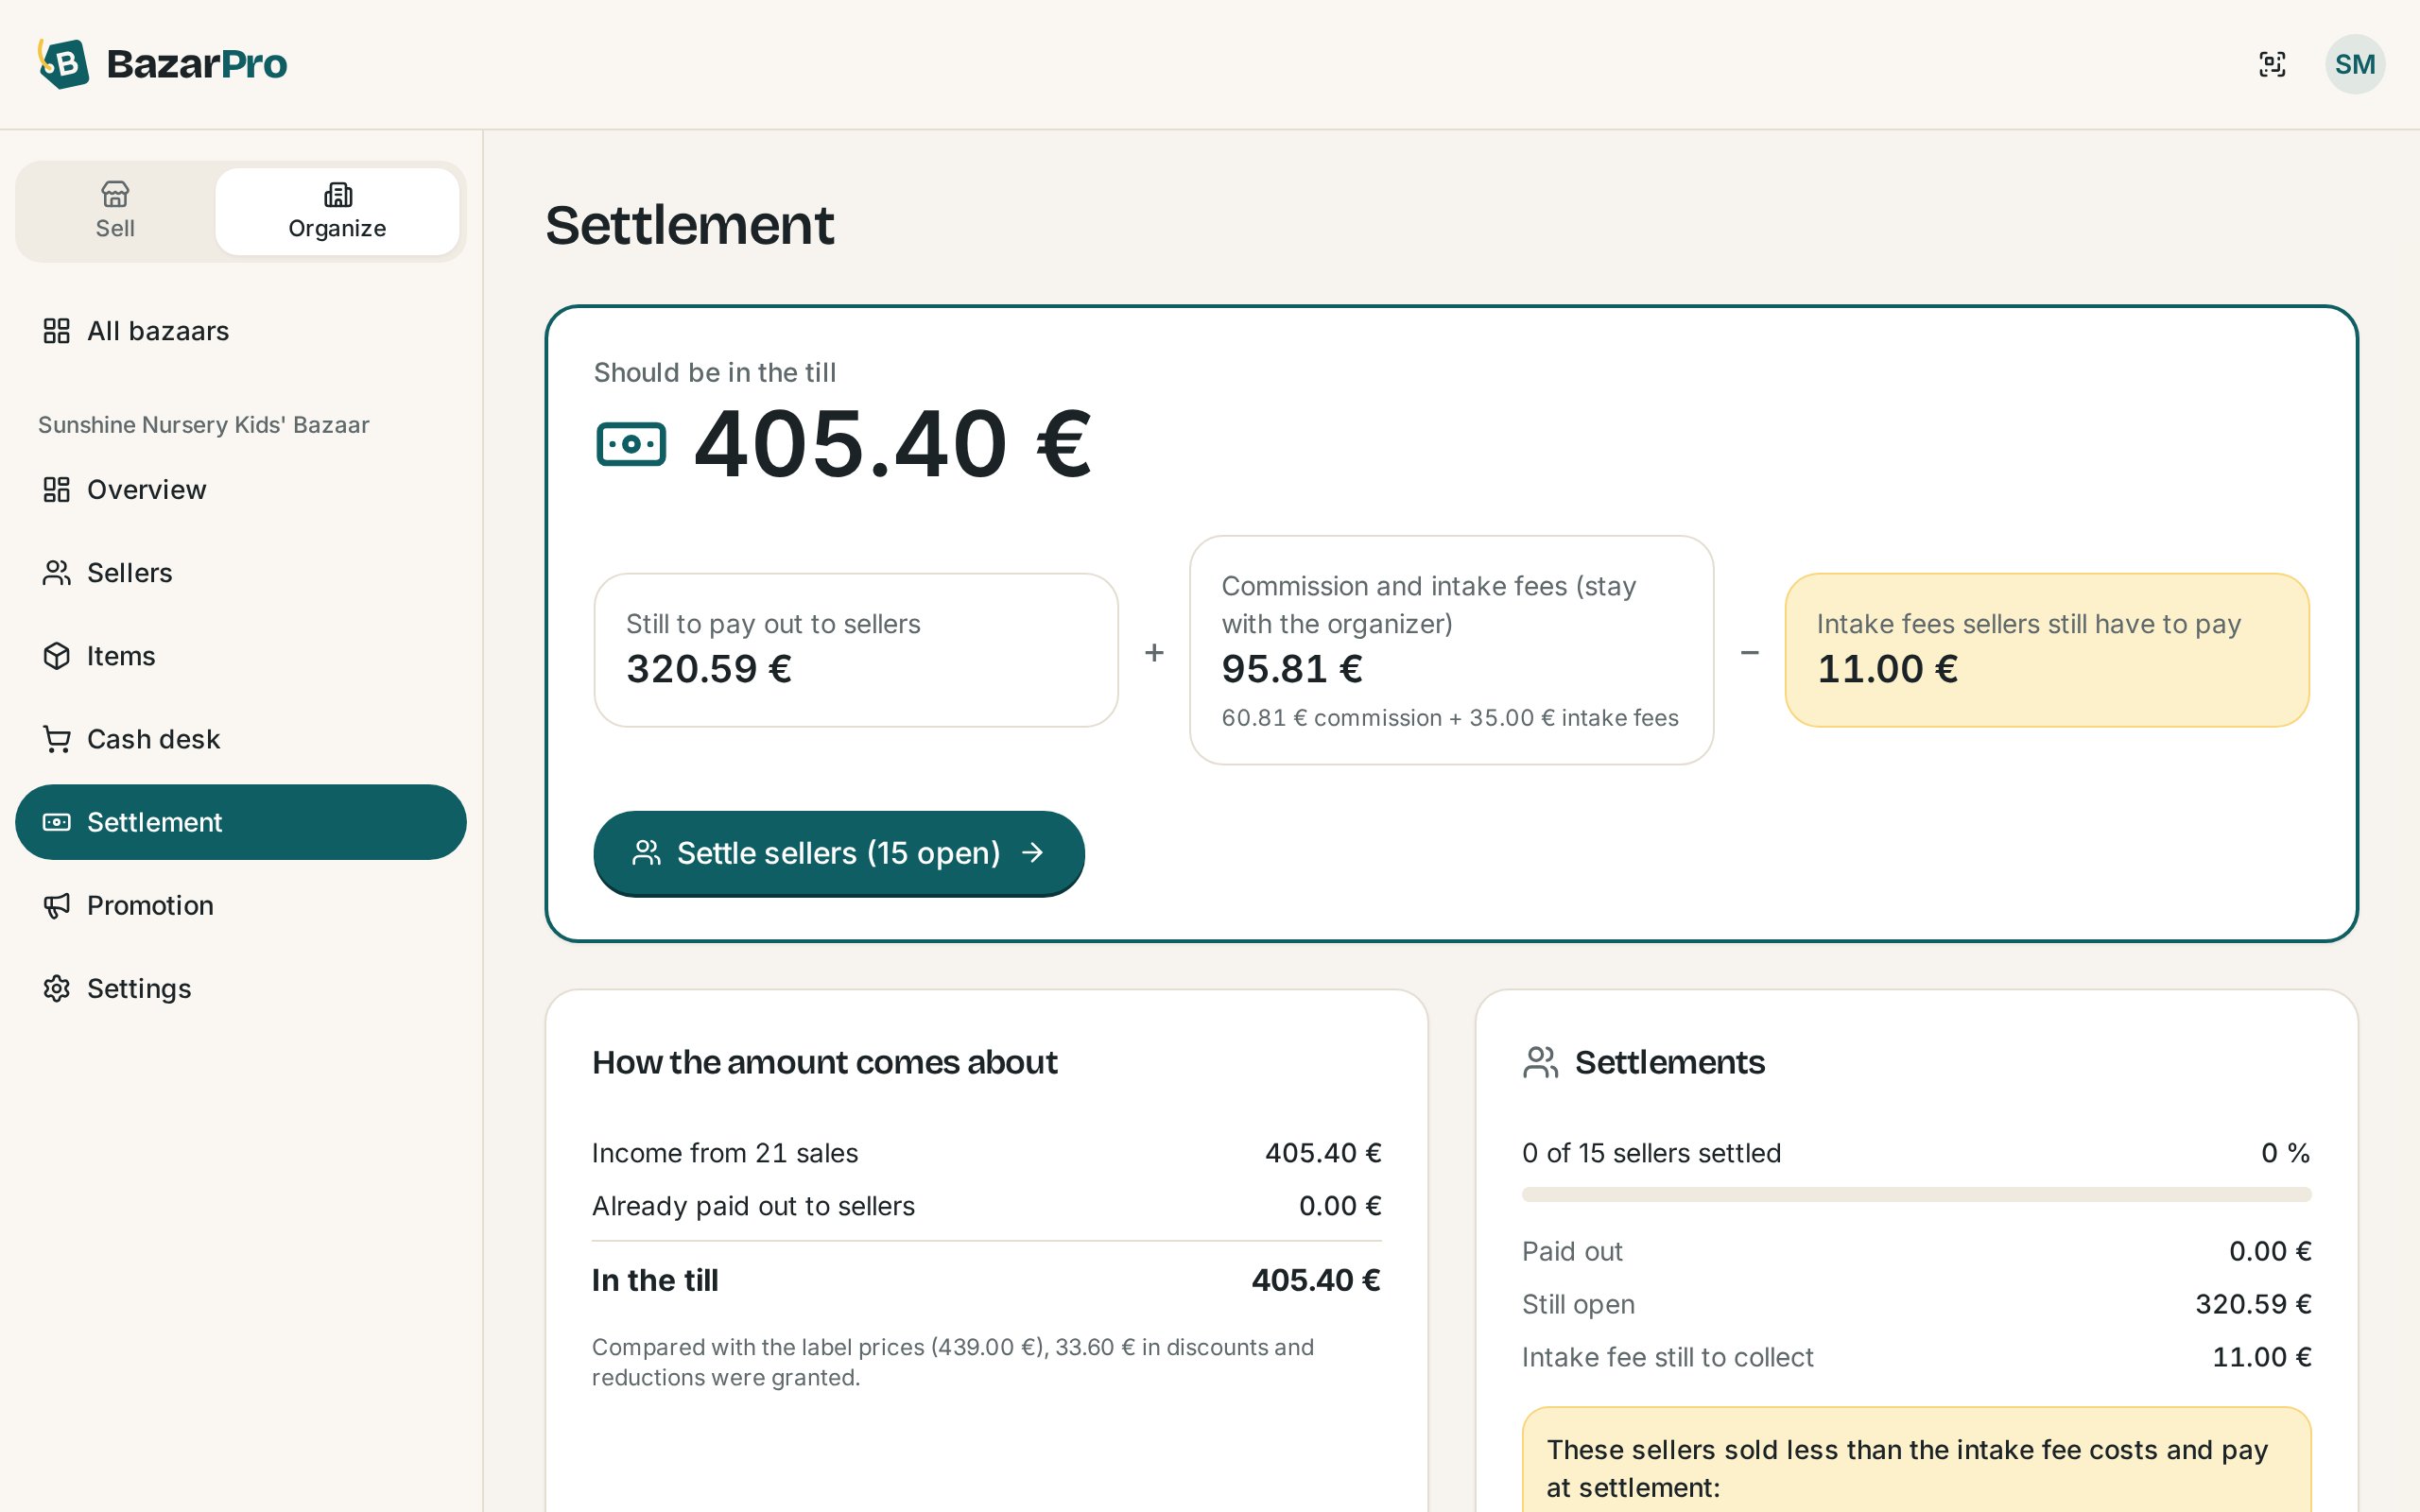 B BazarPro
SM
Sell
Organize
All bazaars
Sunshine Nursery Kids' Bazaar
Overview
Sellers
Items
Cash desk
Settlement
Promotion
Settings
Settlement
Should be in the till
405.40 €
Still to pay out to sellers
320.59 €
+
Commission and intake fees (stay
with the organizer)
95.81 €
60.81 € commission + 35.00 € intake fees
−
Intake fees sellers still have to pay
11.00 €
Settle sellers (15 open) →
How the amount comes about
Income from 21 sales 405.40 €
Already paid out to sellers 0.00 €
In the till 405.40 €
Compared with the label prices (439.00 €), 33.60 € in discounts and
reductions were granted.
Settlements
0 of 15 sellers settled 0 %
Paid out 0.00 €
Still open 320.59 €
Intake fee still to collect 11.00 €
These sellers sold less than the intake fee costs and pay
at settlement: